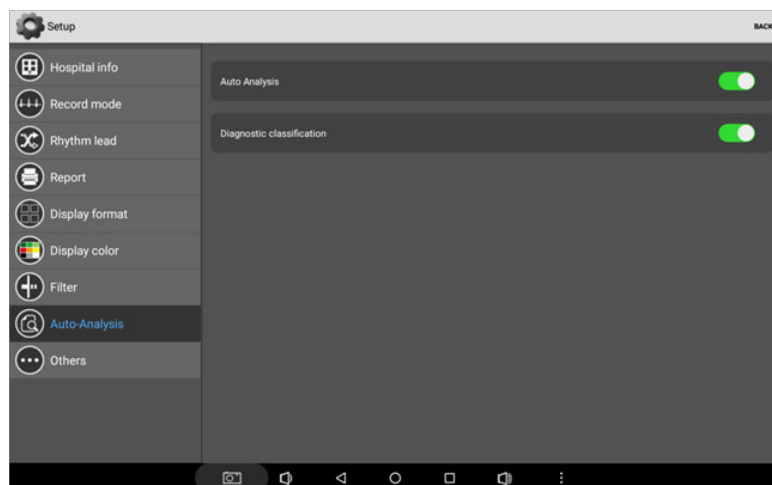 Setup
BACK
Hospital info
Record mode
Rhythm lead
Report
Display format
Display color
Filter
Auto-Analysis
Others
Auto Analysis
Diagnostic classification